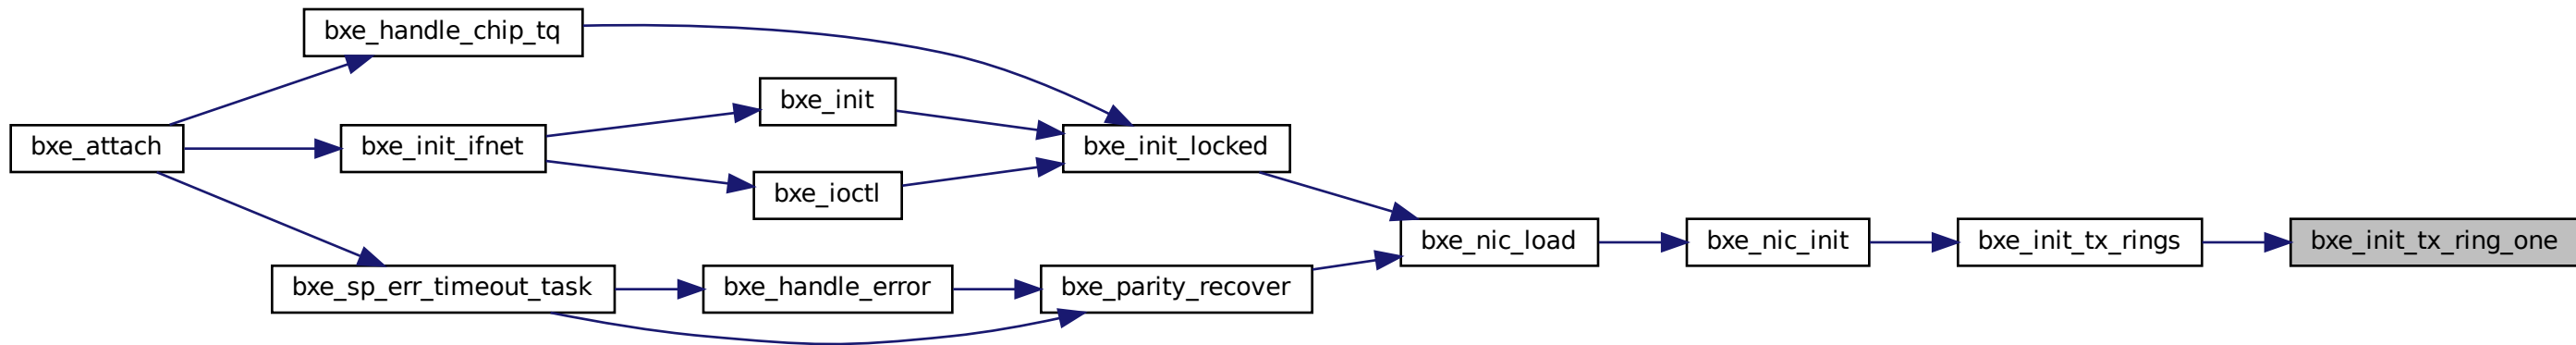 bxe_handle_chip_tq
bxe_init
bxe_attach
bxe_init_ifnet
bxe_init_locked
bxe_ioctl
bxe_nic_load
bxe_nic_init
bxe_init_tx_rings
bxe_init_tx_ring_one
bxe_sp_err_timeout_task
bxe_handle_error
bxe_parity_recover